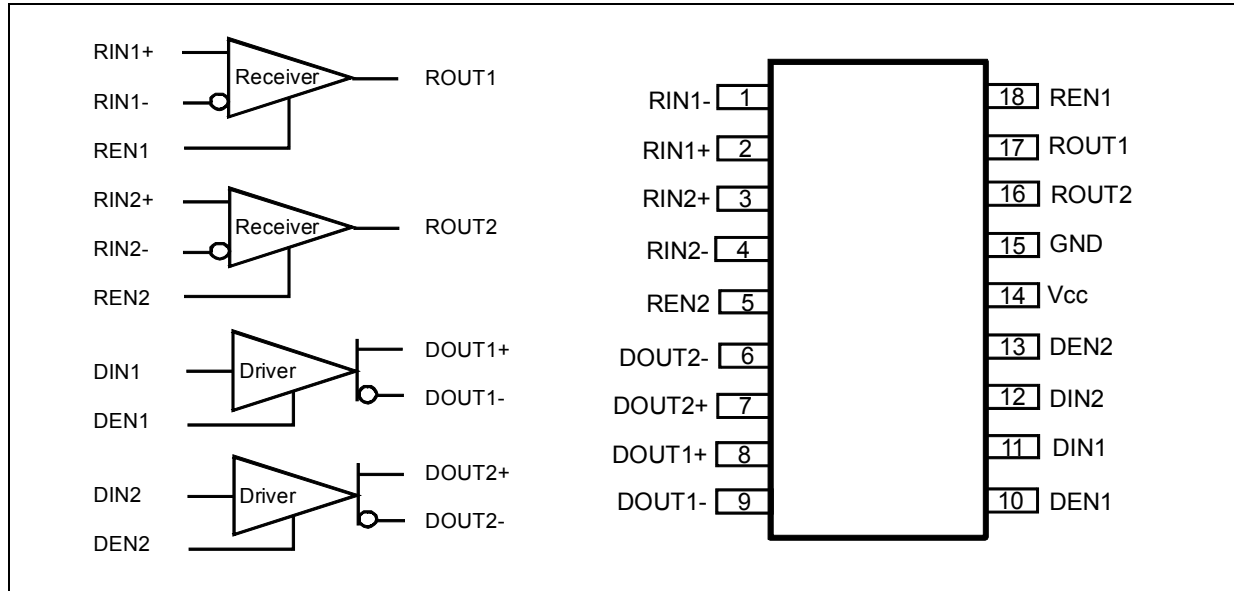 RIN1+
Receiver
ROUT1
RIN1-
REN1
RIN2+
Receiver
ROUT2
RIN2-
REN2
DIN1
Driver
DOUT1+
DOUT1-
DEN1
DIN2
Driver
DOUT2+
DOUT2-
DEN2
RIN1- 1
RIN1+ 2
RIN2+ 3
RIN2- 4
REN2 5
DOUT2- 6
DOUT2+ 7
DOUT1+ 8
DOUT1- 9
18 REN1
17 ROUT1
16 ROUT2
15 GND
14 Vcc
13 DEN2
12 DIN2
11 DIN1
10 DEN1